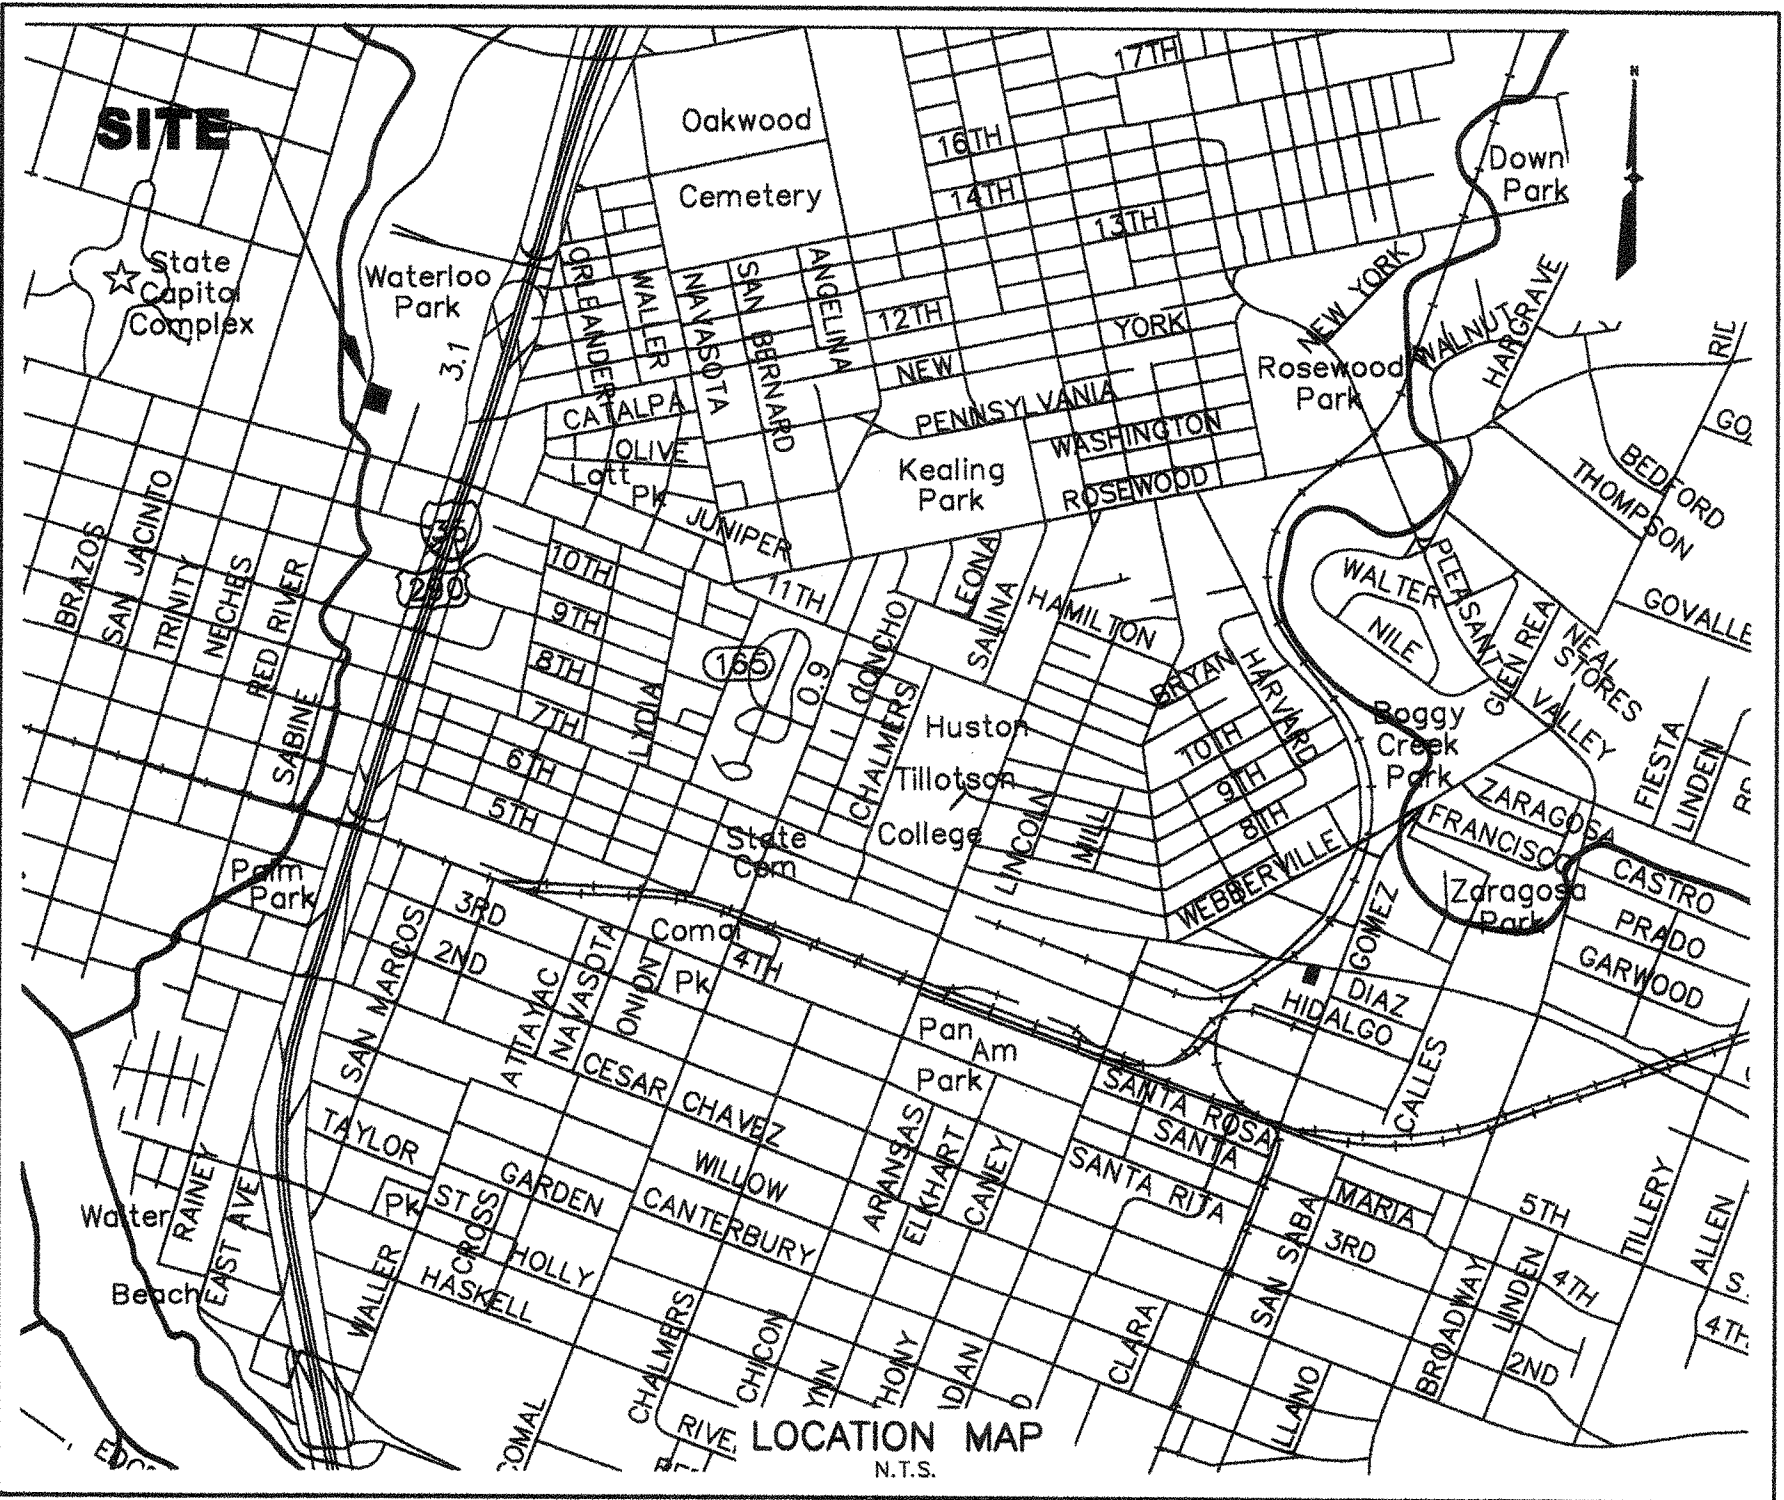 17TH
N
SITE
Oakwood
16TH
Down
Park
Cemetery
14TH
13TH
State
Capitol
Complex
Waterloo
Park
3.1
ORLEANDER
WALLER
NAVASOTA
SAN BERNARD
ANGELINA
12TH
YORK
NEW YORK
WALNUT
HARGRAVE
RIL
NEW
Rosewood
Park
CATALPA
PENNSYLVANIA
GO
OLIVE
WASHINGTON
Lott
Pk
Kealing
Park
ROSEWOOD
BEDFORD
THOMPSON
JUNIPER
35
290
BRAZOS
SAN JACINTO
TRINITY
NECHES
RED RIVER
SABINE
10TH
9TH
8TH
7TH
6TH
5TH
LYDIA
11TH
165
0.9
CONCHO
CHALMERS
LEONA
SALINA
HAMILTON
WALTER
NILE
PLEASANT
GLEN REA
NEAL
STORES
VALLEY
GOVALLE
BRYAN
HARVARD
10TH
9TH
8TH
WEBBERVILLE
Huston
Tillotson
College
LINCOLN
MILL
Boggy
Creek
Park
FIESTA
LINDEN
ZARAGOSA
FRANCISCO
CASTRO
Zaragosa
Park
PRADO
GARWOOD
State
Cem
Palm
Park
3RD
2ND
Comal
Pk
4TH
SAN MARCOS
ATTAYAC
NAVASOTA
ONION
GOMEZ
DIAZ
HIDALGO
CALLES
Pan
Am
Park
CESAR CHAVEZ
SANTA ROSA
SANTA
SANTA RITA
MARIA
TAYLOR
WILLOW
GARDEN
CANTERBURY
ARANSAS
ELKHART
CANEY
RAINEY
EAST AVE
Pk
ST
CROSS
HOLLY
HASKELL
WALLER
Walter
Beach
5TH
3RD
4TH
2ND
SAN SABA
BROADWAY
LINDEN
TILLERY
ALLEN
S.
4TH
CHALMERS
CHICON
YNN
HONY
DIAN
CLARA
LLANO
COMAL
RIVE
LOCATION MAP
N.T.S.